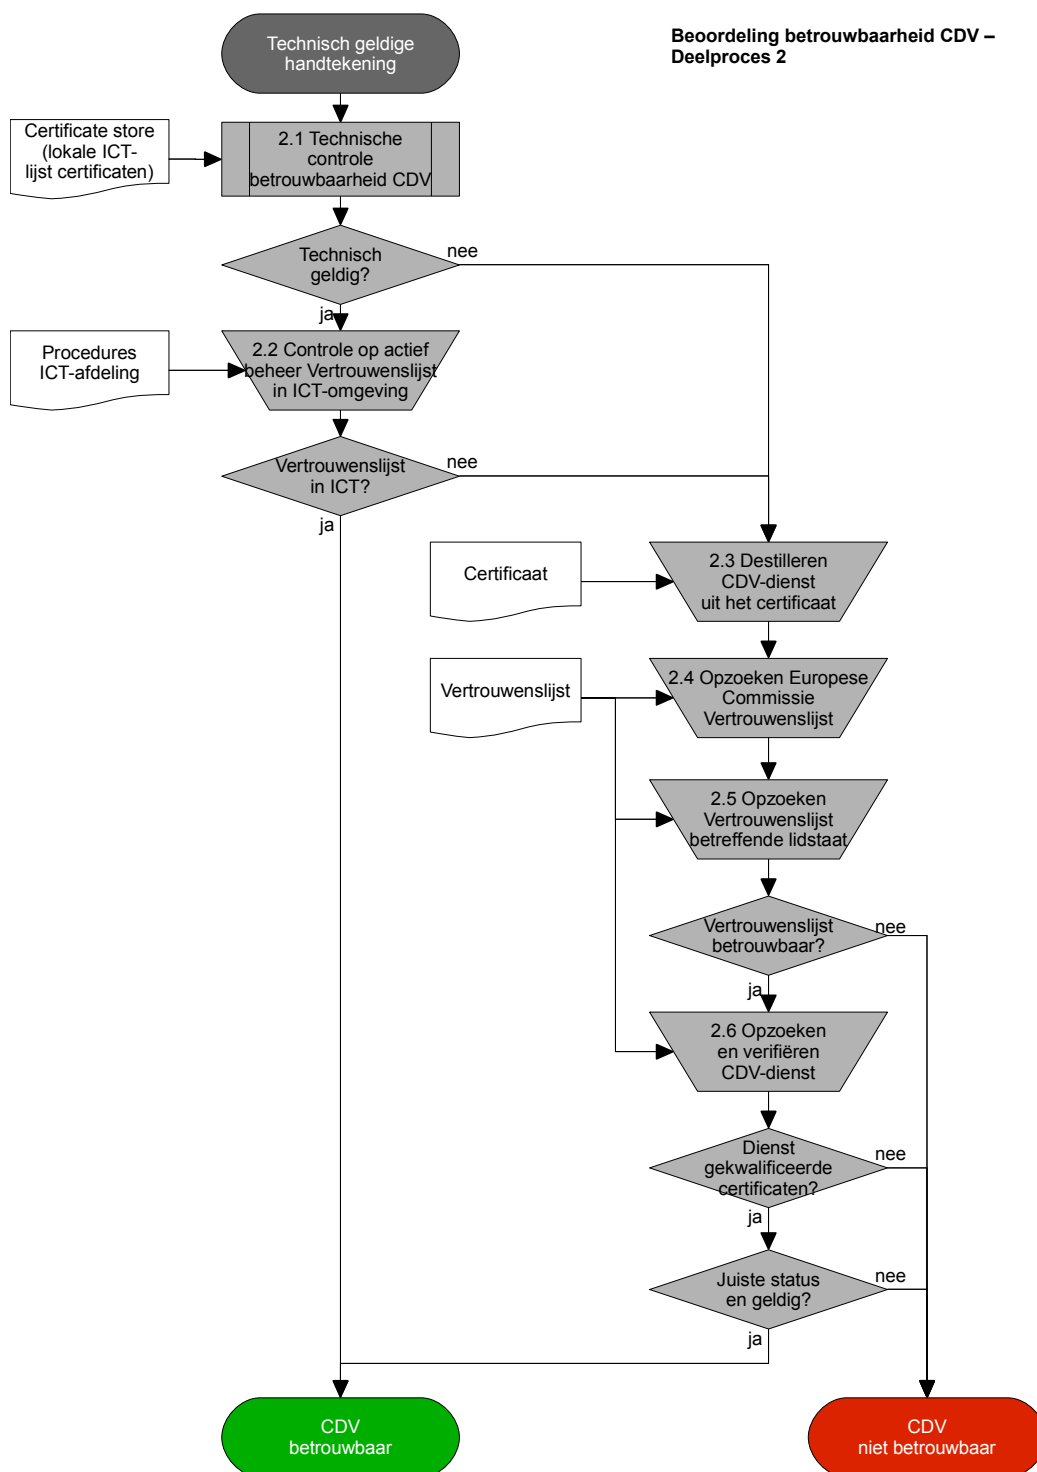 Beoordeling betrouwbaarheid CDV –
Deelproces 2
Technisch geldige
handtekening
Certificate store
(lokale ICT-
lijst certificaten)
2.1 Technische
controle
betrouwbaarheid CDV
Technisch
geldig?
nee
ja
Procedures
ICT-afdeling
2.2 Controle op actief
beheer Vertrouwenslijst
in ICT-omgeving
Vertrouwenslijst
in ICT?
nee
ja
Certificaat
2.3 Destilleren
CDV-dienst
uit het certificaat
Vertrouwenslijst
2.4 Opzoeken Europese
Commissie
Vertrouwenslijst
2.5 Opzoeken
Vertrouwenslijst
betreffende lidstaat
Vertrouwenslijst
betrouwbaar?
nee
ja
2.6 Opzoeken
en verifiëren
CDV-dienst
Dienst
gekwalificeerde
certificaten?
nee
ja
Juiste status
en geldig?
nee
ja
CDV
betrouwbaar
CDV
niet betrouwbaar